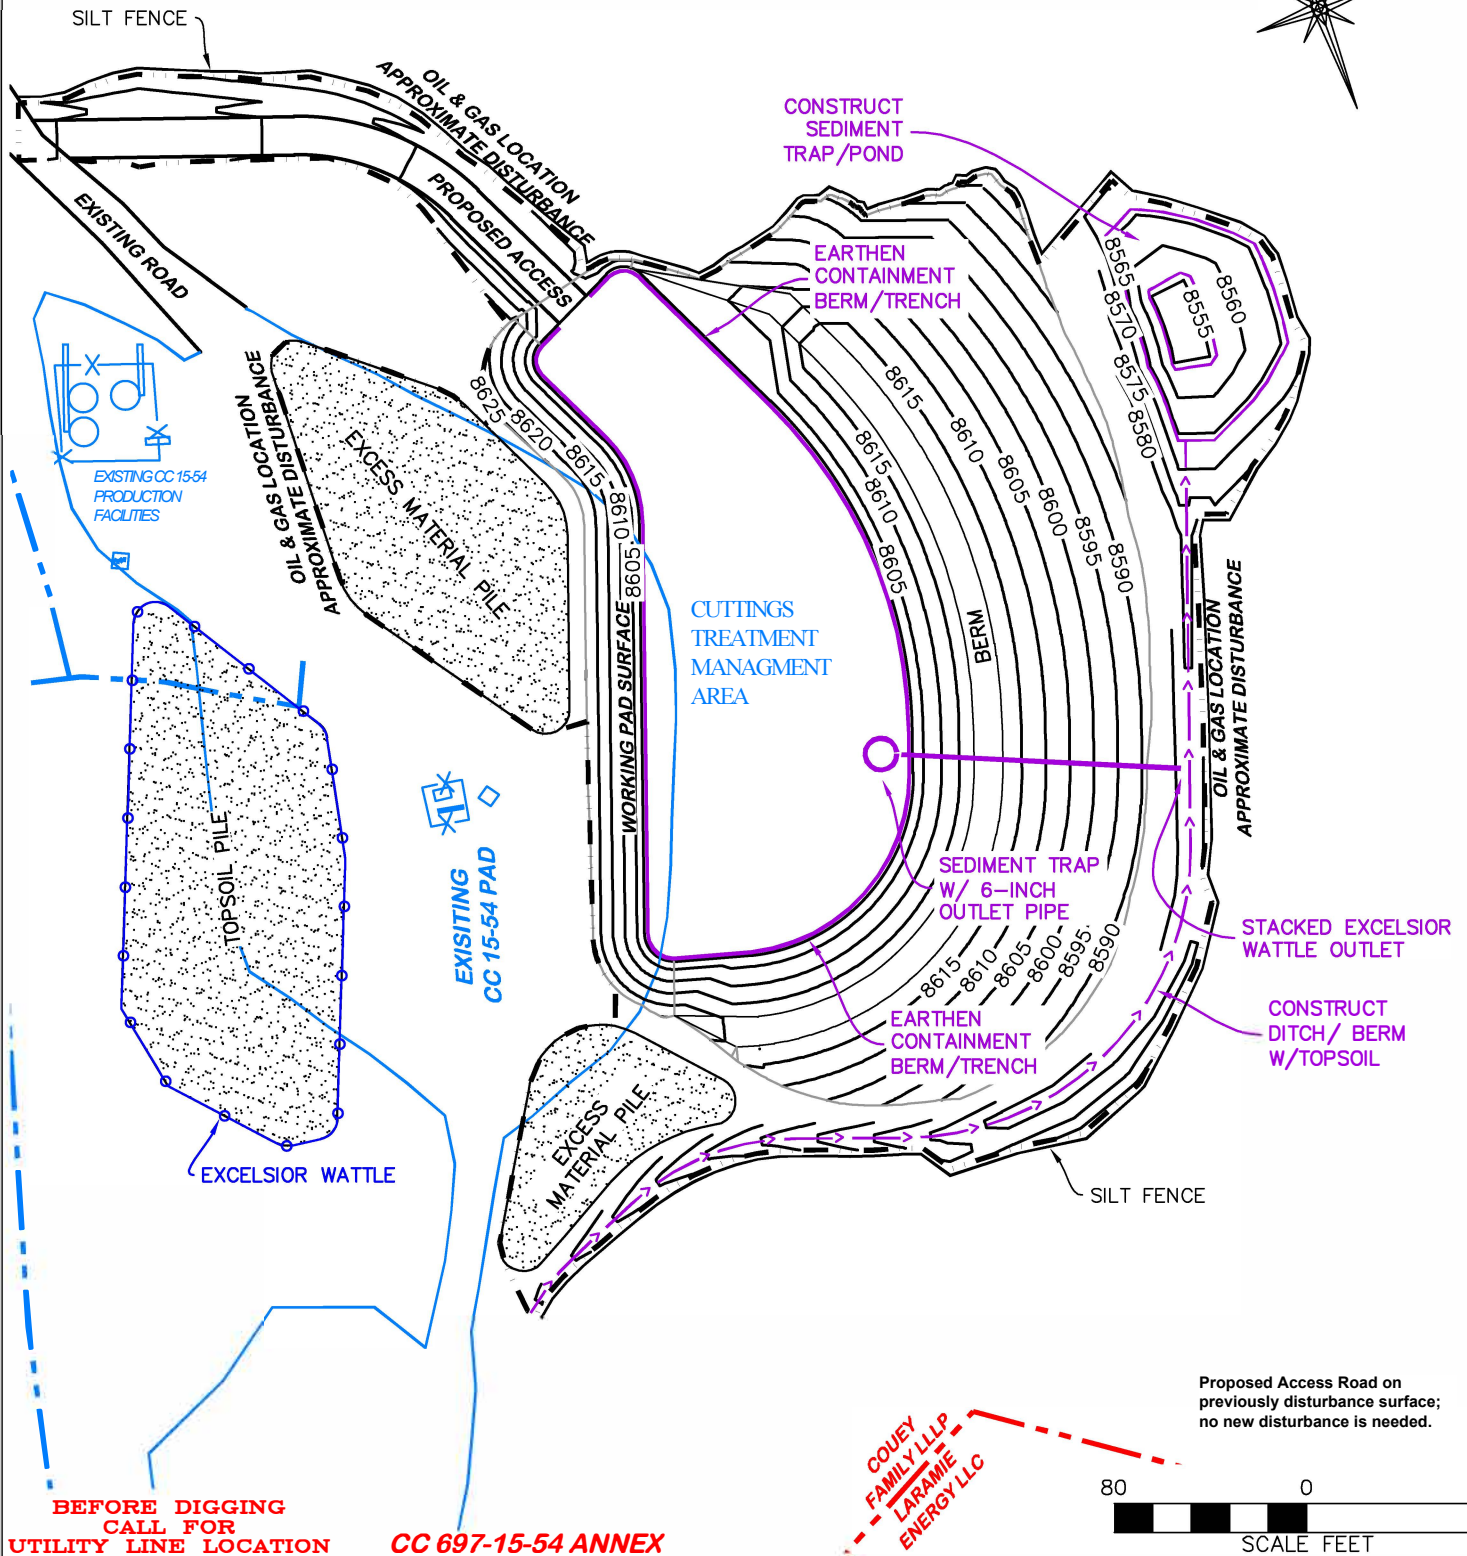 SILT FENCE
OIL & GAS LOCATION
APPROXIMATE DISTURBANCE
CONSTRUCT
SEDIMENT
TRAP/POND
PROPOSED ACCESS
EXISTING ROAD
EARTHEN
CONTAINMENT
BERM/TRENCH
8565
8570
8575
8580
8555
8560
OIL & GAS LOCATION
APPROXIMATE DISTURBANCE
8625
8620
8615
8610
8605
8615
8610
8605
8600
8595
8590
8615
8610
8605
EXCESS MATERIAL PILE
EXISTING CC 15-54
PRODUCTION
FACILITIES
CUTTINGS
TREATMENT
MANAGMENT
AREA
WORKING PAD SURFACE
BERM
OIL & GAS LOCATION
APPROXIMATE DISTURBANCE
TOPSOIL PILE
EXISITING
CC 15-54 PAD
SEDIMENT TRAP
W/ 6-INCH
OUTLET PIPE
STACKED EXCELSIOR
WATTLE OUTLET
8615
8610
8605
8600
8595
8590
EARTHEN
CONTAINMENT
BERM/TRENCH
CONSTRUCT
DITCH/ BERM
W/TOPSOIL
EXCESS
MATERIAL PILE
EXCELSIOR WATTLE
SILT FENCE
Proposed Access Road on
previously disturbance surface;
no new disturbance is needed.
COUEY
FAMILY LLLP
LARAMIE
ENERGY LLC
80 0
SCALE FEET
BEFORE DIGGING
CALL FOR
UTILITY LINE LOCATION
CC 697-15-54 ANNEX